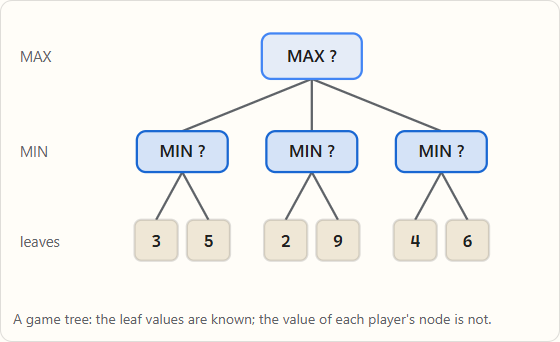 MAX
MAX ?
MIN
MIN ?
MIN ?
MIN ?
leaves
3
5
2
9
4
6
A game tree: the leaf values are known; the value of each player's node is not.